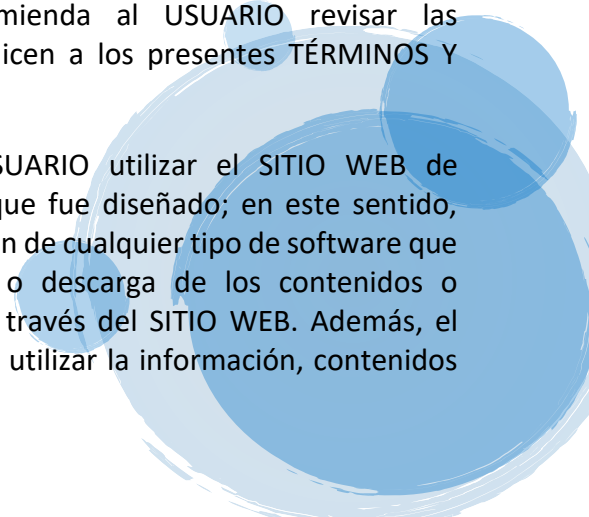 mienda al USUARIO revisar las
icen a los presentes TÉRMINOS Y
SUARIO utilizar el SITIO WEB de
que fue diseñado; en este sentido,
n de cualquier tipo de software que
o descarga de los contenidos o
través del SITIO WEB. Además, el
utilizar la información, contenidos